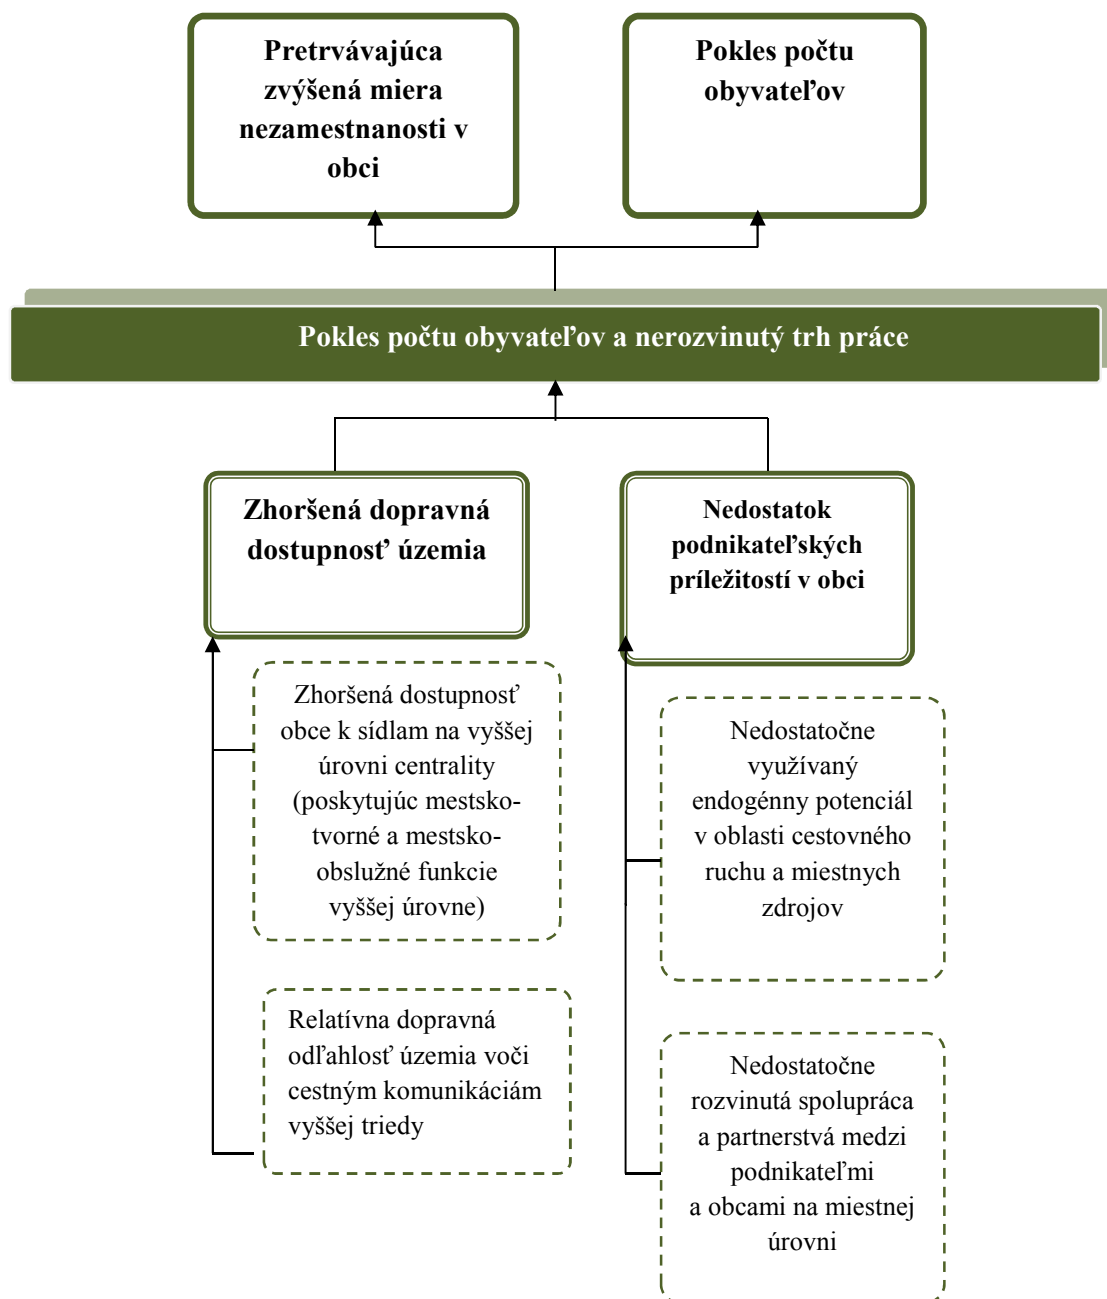 Pretrvávajúca
zvýšená miera
nezamestnanosti v
obci
Pokles počtu
obyvateľov
Pokles počtu obyvateľov a nerozvinutý trh práce
Zhoršená dopravná
dostupnosť územia
Nedostatok
podnikateľských
príležitostí v obci
Zhoršená dostupnosť
obce k sídlam na vyššej
úrovni centrality
(poskytujúc mestsko-
tvorné a mestsko-
obslužné funkcie
vyššej úrovne)
Relatívna dopravná
odľahlosť územia voči
cestným komunikáciám
vyššej triedy
Nedostatočne
využívaný
endogénny potenciál
v oblasti cestovného
ruchu a miestnych
zdrojov
Nedostatočne
rozvinutá spolupráca
a partnerstvá medzi
podnikateľmi
a obcami na miestnej
úrovni